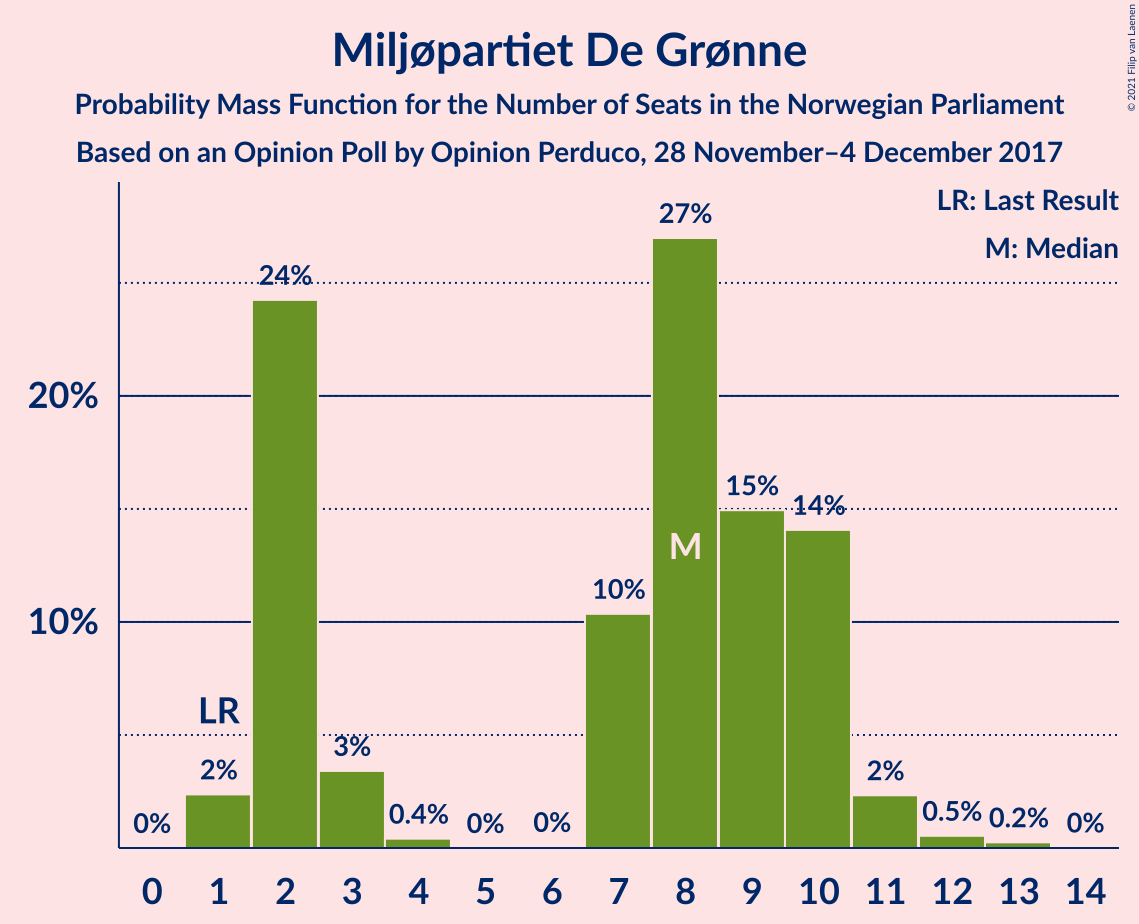 Miljøpartiet De Grønne
Probability Mass Function for the Number of Seats in the Norwegian Parliament
Based on an Opinion Poll by Opinion Perduco, 28 November–4 December 2017
© 2021 Filip van Laenen
LR: Last Result
M: Median
27%
24%
20%
15%
14%
M
10%
10%
LR
3%
2%
2%
0%
0.4%
0%
0%
0.5%
0.2%
0%
0 1 2 3 4 5 6 7 8 9 10 11 12 13 14